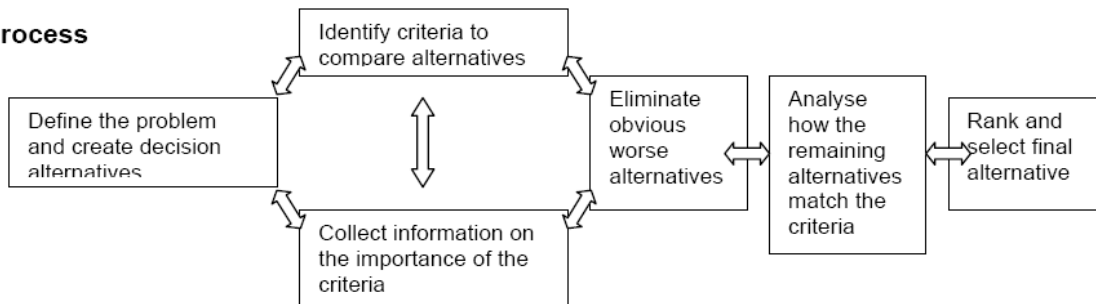 rocess
Identify criteria to
compare alternatives
Define the problem
and create decision
alternatives
Collect information on
the importance of the
criteria
Eliminate
obvious
worse
alternatives
Analyse
how the
remaining
alternatives
match the
criteria
Rank and
select final
alternative